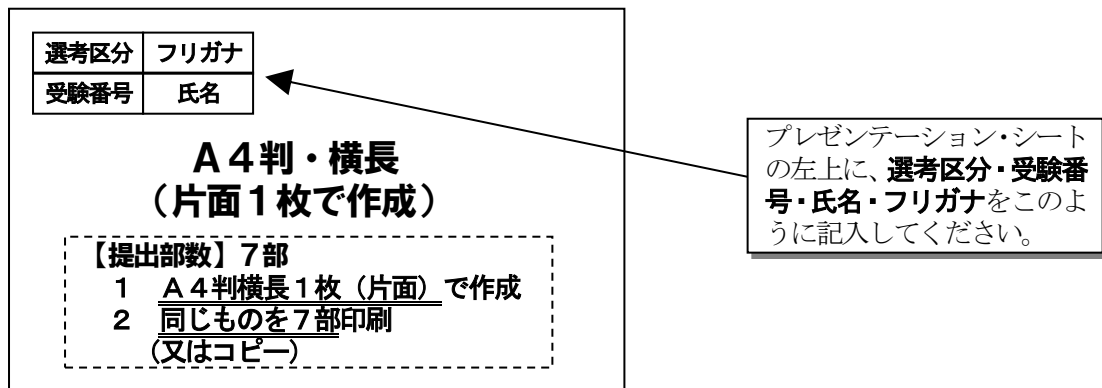 選考区分 フリガナ
受験番号 氏名
A4判・横長
(片面1枚で作成)
【提出部数】7部
1 A4判横長1枚(片面)で作成
2 同じものを7部印刷
(又はコピー)
プレゼンテーション・シート
の左上に、選考区分・受験番
号・氏名・フリガナをこのよ
うに記入してください。